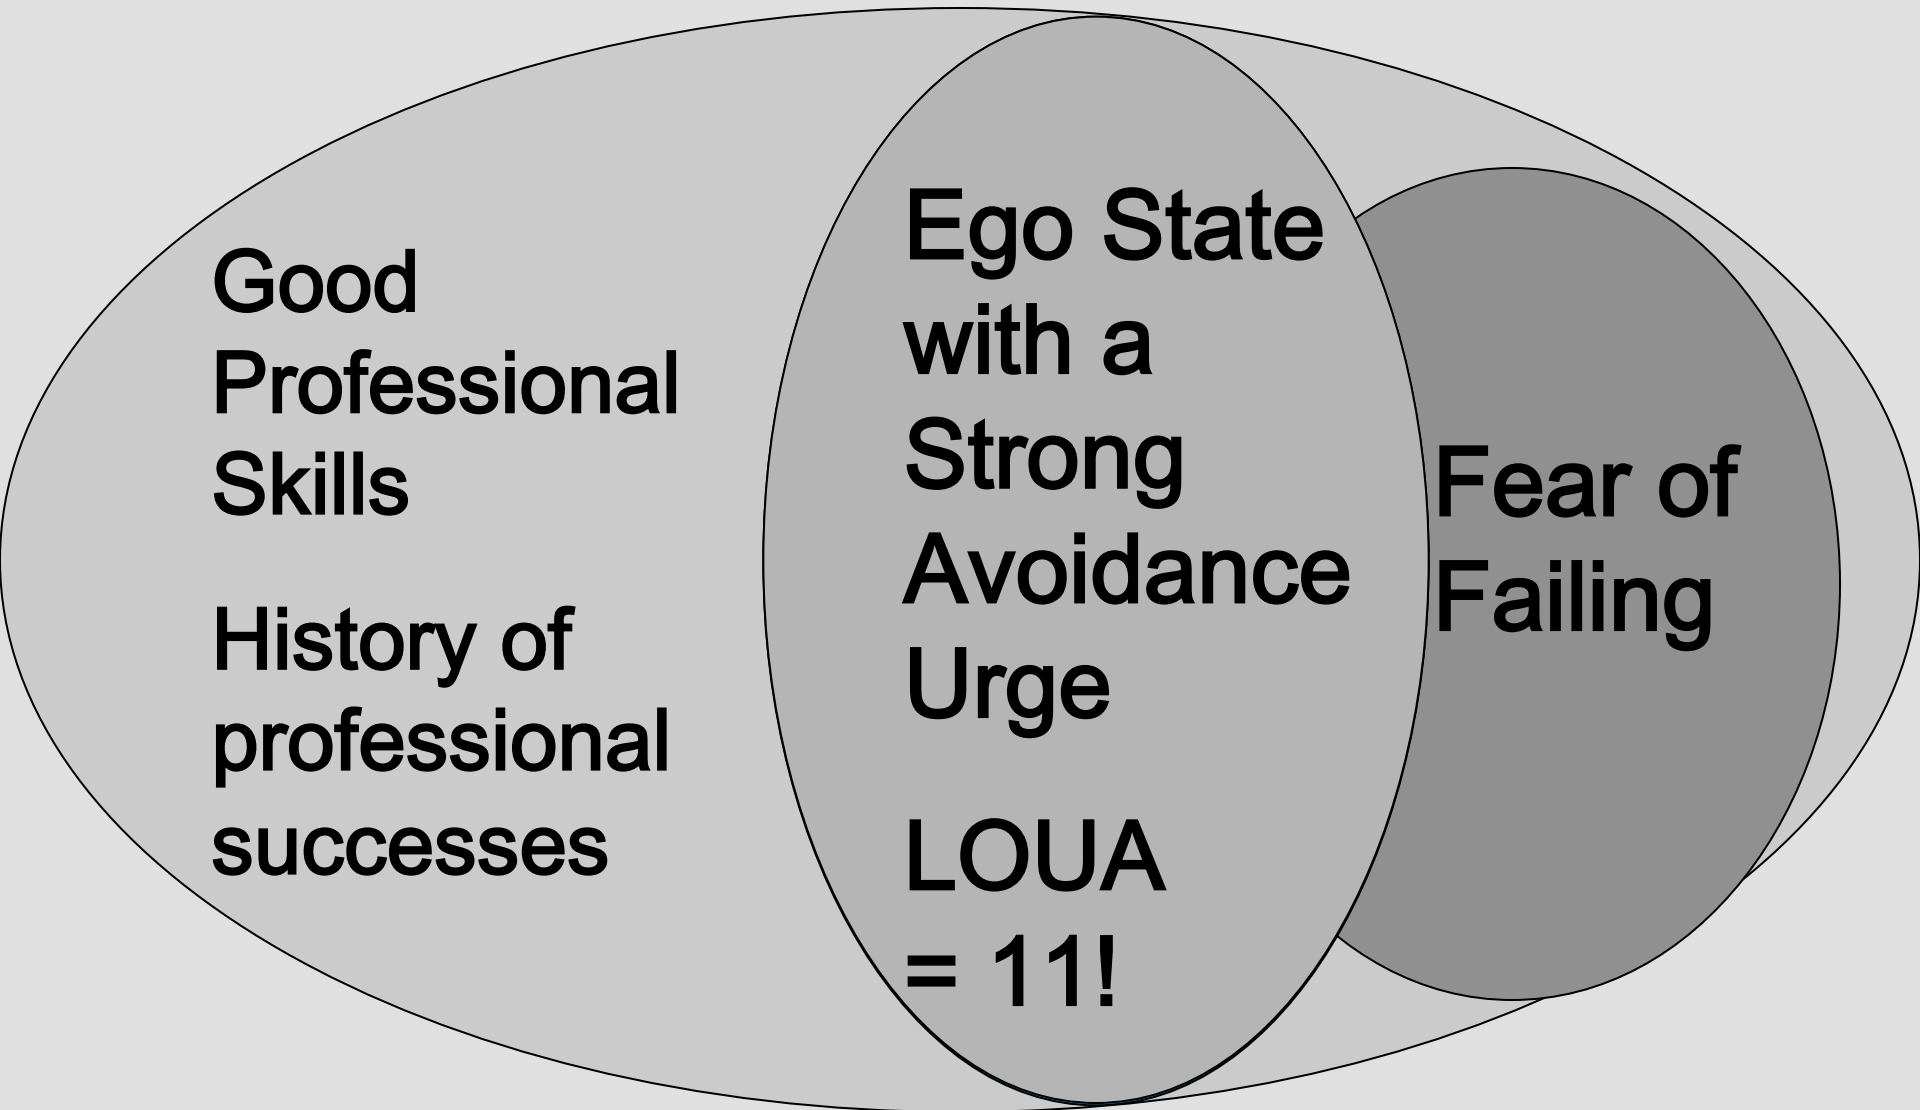 Good
Professional
Skills
History of
professional
successes
Ego State
with a
Strong
Avoidance
Urge
LOUA
= 11!
Fear of
Failing